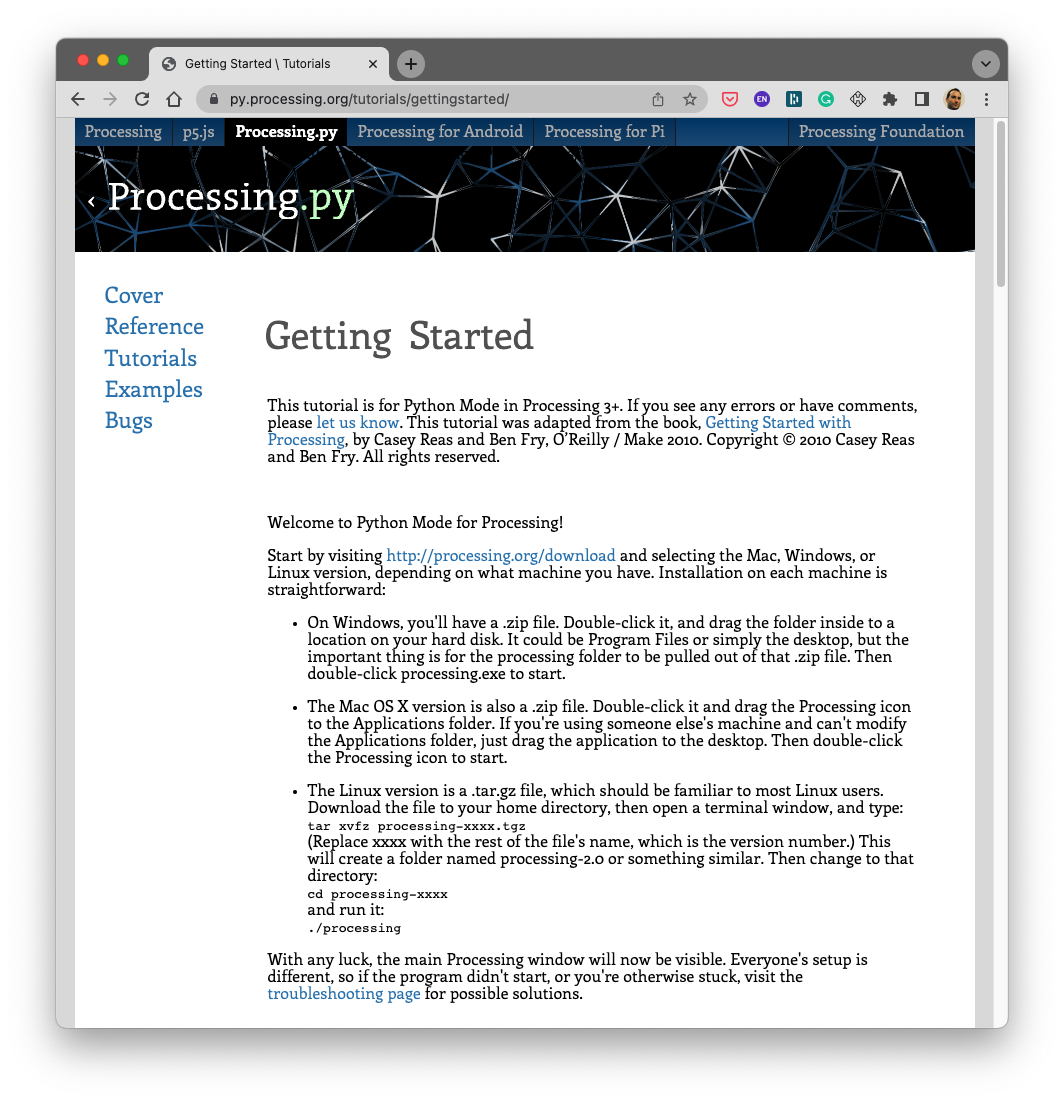 Getting Started \ Tutorials
py.processing.org/tutorials/gettingstarted/
EN
Processing p5.js Processing.py Processing for Android Processing for Pi Processing Foundation
‹ Processing.py
Cover
Reference
Tutorials
Examples
Bugs
Getting Started
This tutorial is for Python Mode in Processing 3+. If you see any errors or have comments,
please let us know. This tutorial was adapted from the book, Getting Started with
Processing, by Casey Reas and Ben Fry, O'Reilly / Make 2010. Copyright © 2010 Casey Reas
and Ben Fry. All rights reserved.
Welcome to Python Mode for Processing!
Start by visiting http://processing.org/download and selecting the Mac, Windows, or
Linux version, depending on what machine you have. Installation on each machine is
straightforward:
• On Windows, you'll have a .zip file. Double-click it, and drag the folder inside to a
location on your hard disk. It could be Program Files or simply the desktop, but the
important thing is for the processing folder to be pulled out of that .zip file. Then
double-click processing.exe to start.
• The Mac OS X version is also a .zip file. Double-click it and drag the Processing icon
to the Applications folder. If you're using someone else's machine and can't modify
the Applications folder, just drag the application to the desktop. Then double-click
the Processing icon to start.
• The Linux version is a .tar.gz file, which should be familiar to most Linux users.
Download the file to your home directory, then open a terminal window, and type:
tar xvfz processing-xxxx.tgz
(Replace xxxx with the rest of the file's name, which is the version number.) This
will create a folder named processing-2.0 or something similar. Then change to that
directory:
cd processing-xxxx
and run it:
./processing
With any luck, the main Processing window will now be visible. Everyone's setup is
different, so if the program didn't start, or you're otherwise stuck, visit the
troubleshooting page for possible solutions.